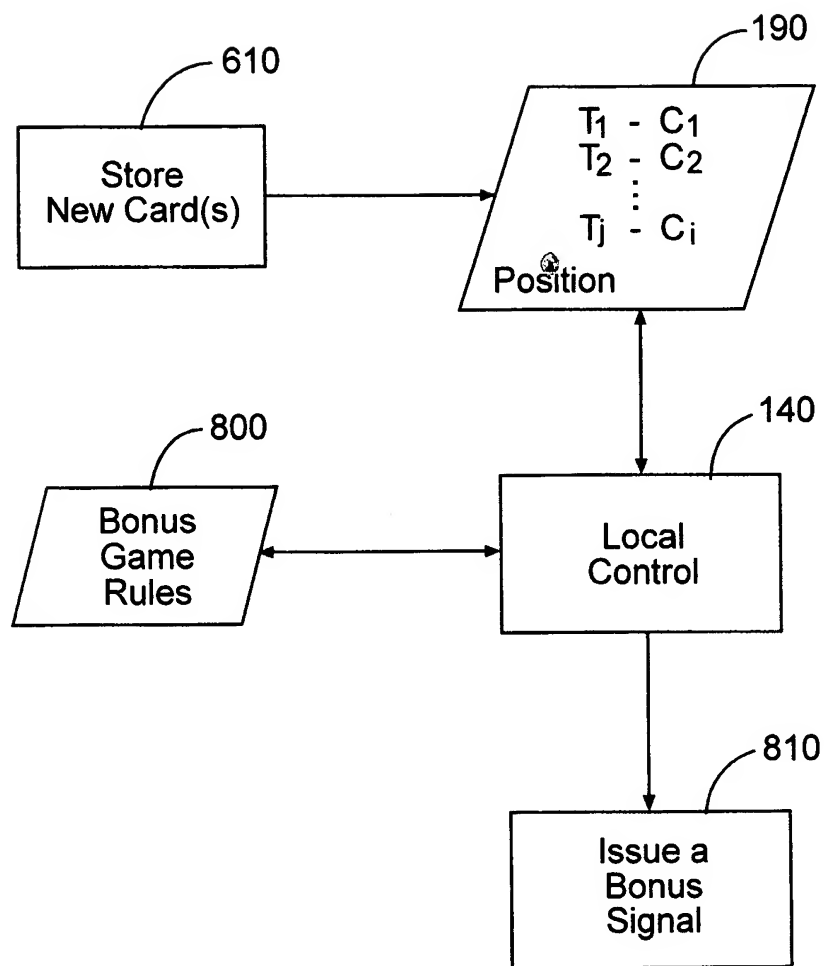 610
190
Store
New Card(s)
T1 - C1
T2 - C2
⋮
Tj - Ci
Position
800
140
Bonus
Game
Rules
Local
Control
810
Issue a
Bonus
Signal